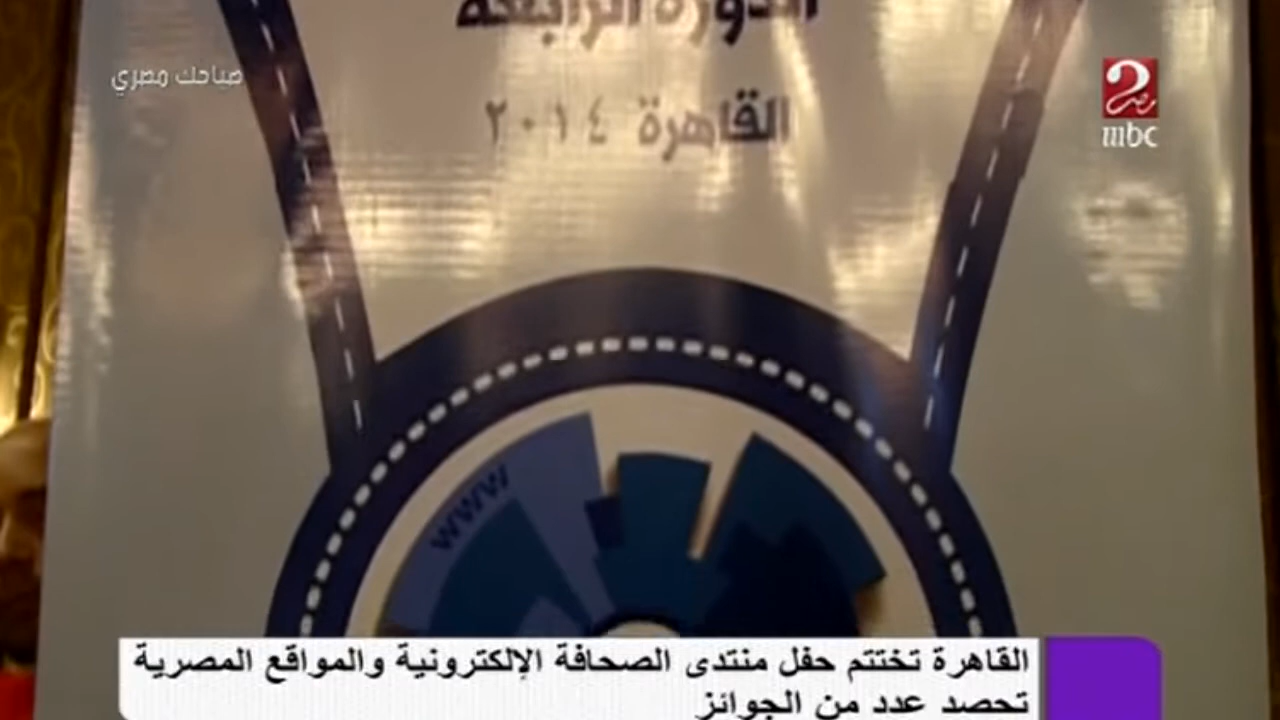 الدورة الرابعة
صباحك مصري
القاهرة ٢٠١٤
مصر
mbc
www
القاهرة تختتم حفل منتدى الصحافة الإلكترونية والمواقع المصرية
تحصد عدد من الجوائز